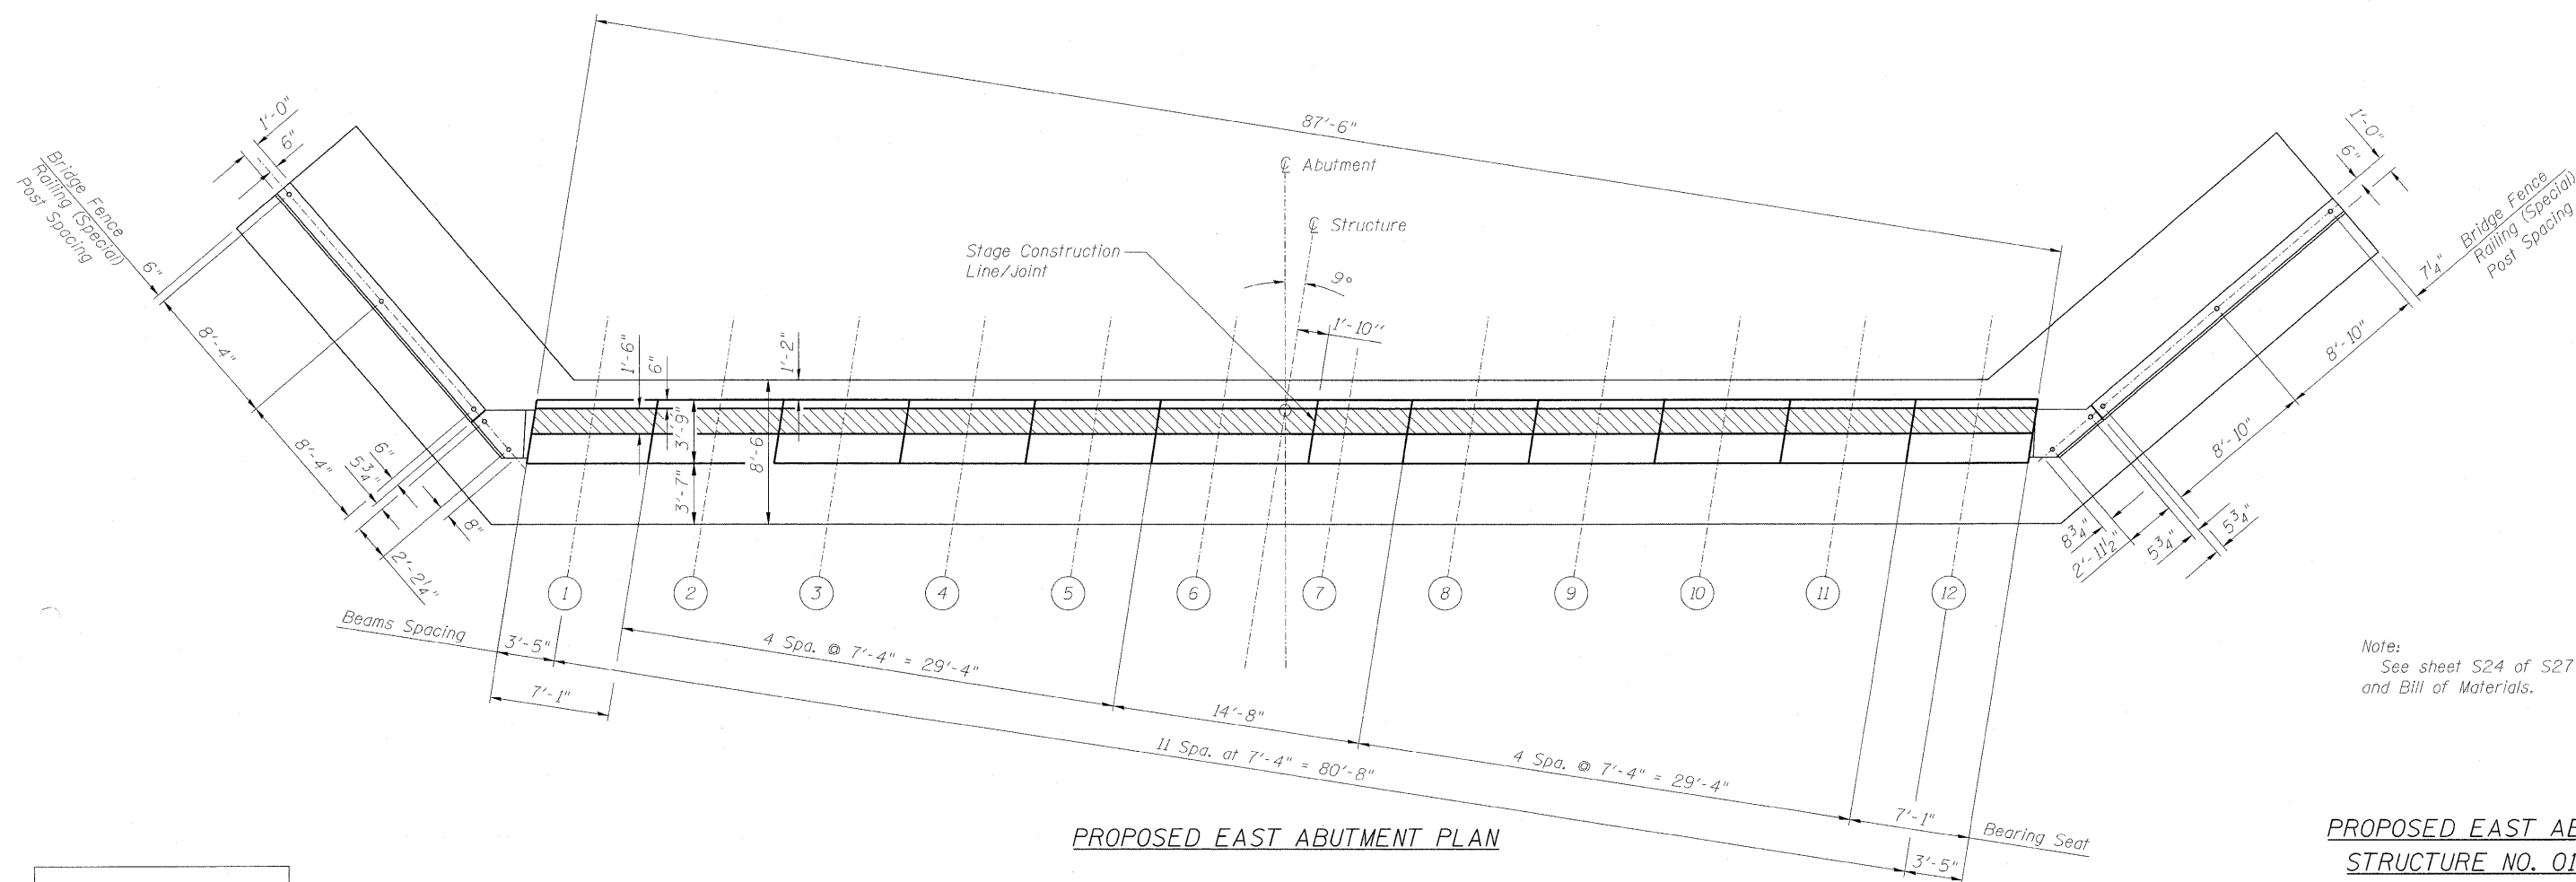 87'-6"
℄ Abutment
℄ Structure
Stage Construction
Line/Joint
9°
1'-10"
1'-0"
6"
Bridge Fence
Railing (Special)
Post Spacing
6"
8'-4"
8'-4"
6"
5¾"
8"
2'-2¼"
1'-6"
6"
1'-2"
3'-9"
8'-6"
3'-7"
1'-0"
6"
Bridge Fence
Railing (Special)
Post Spacing
7¼"
8'-10"
8'-10"
5¾"
5¾"
2'-11½"
8¾"
1
2
3
4
5
6
7
8
9
10
11
12
Beams Spacing
3'-5"
7'-1"
4 Spa. @ 7'-4" = 29'-4"
14'-8"
11 Spa. at 7'-4" = 80'-8"
4 Spa. @ 7'-4" = 29'-4"
7'-1"
3'-5"
Bearing Seat
Note:
See sheet S24 of S27
and Bill of Materials.
PROPOSED EAST ABUTMENT PLAN
PROPOSED EAST
STRUCTURE NO. 01